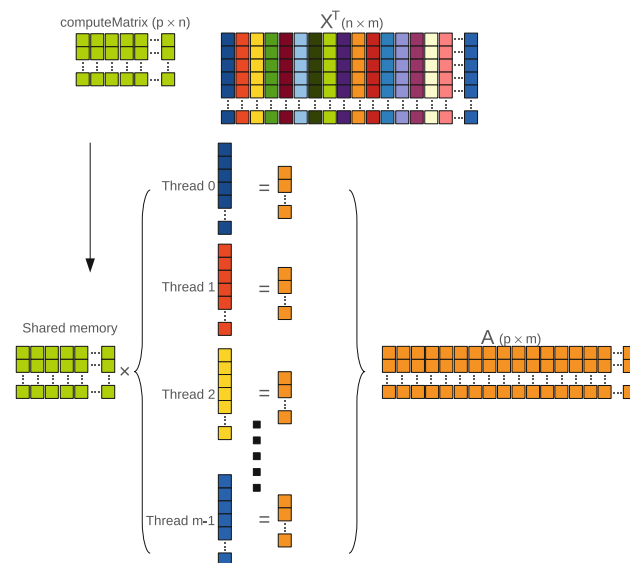 computeMatrix (p × n)
X^T (n × m)
Thread 0
=
Thread 1
=
Shared memory
A (p × m)
×
Thread 2
=
Thread m-1
=